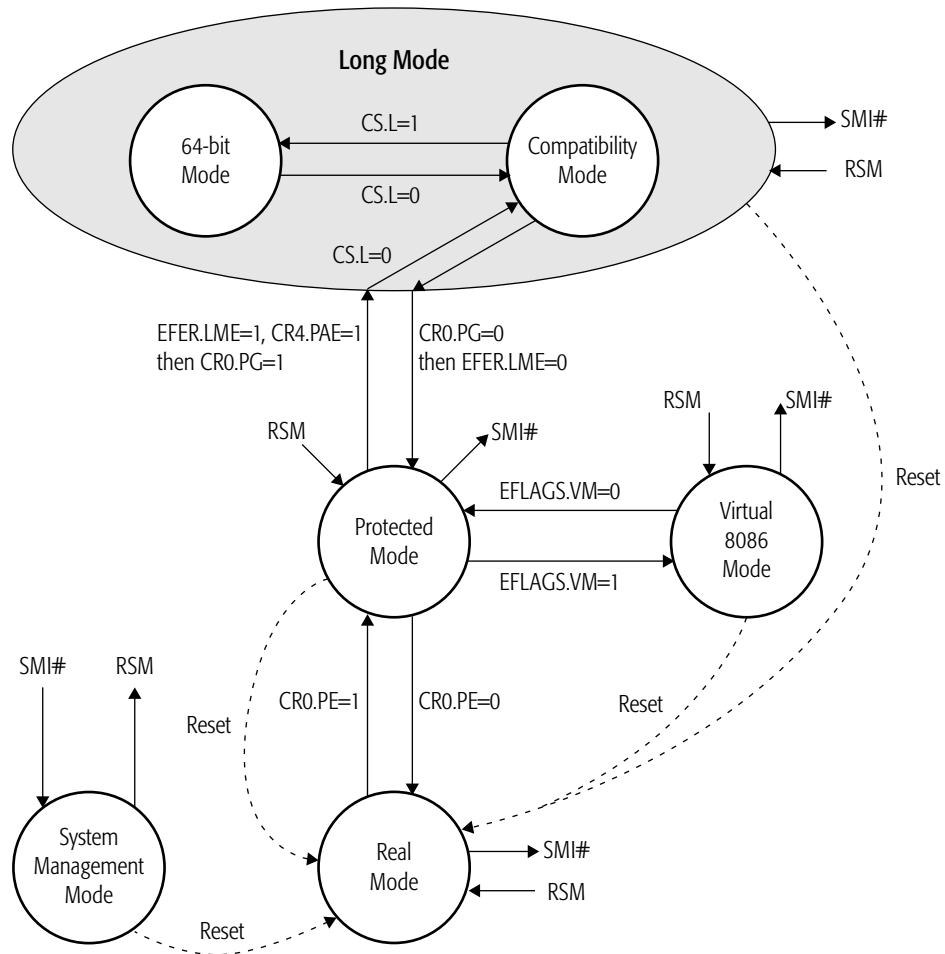 Long Mode
64-bit
Mode
CS.L=1
CS.L=0
Compatibility
Mode
SMI#
RSM
CS.L=0
EFER.LME=1, CR4.PAE=1
then CR0.PG=1
CR0.PG=0
then EFER.LME=0
RSM
SMI#
RSM
SMI#
Reset
Protected
Mode
EFLAGS.VM=0
EFLAGS.VM=1
Virtual
8086
Mode
SMI#
RSM
Reset
CR0.PE=1
CR0.PE=0
Reset
System
Management
Mode
Real
Mode
SMI#
RSM
Reset